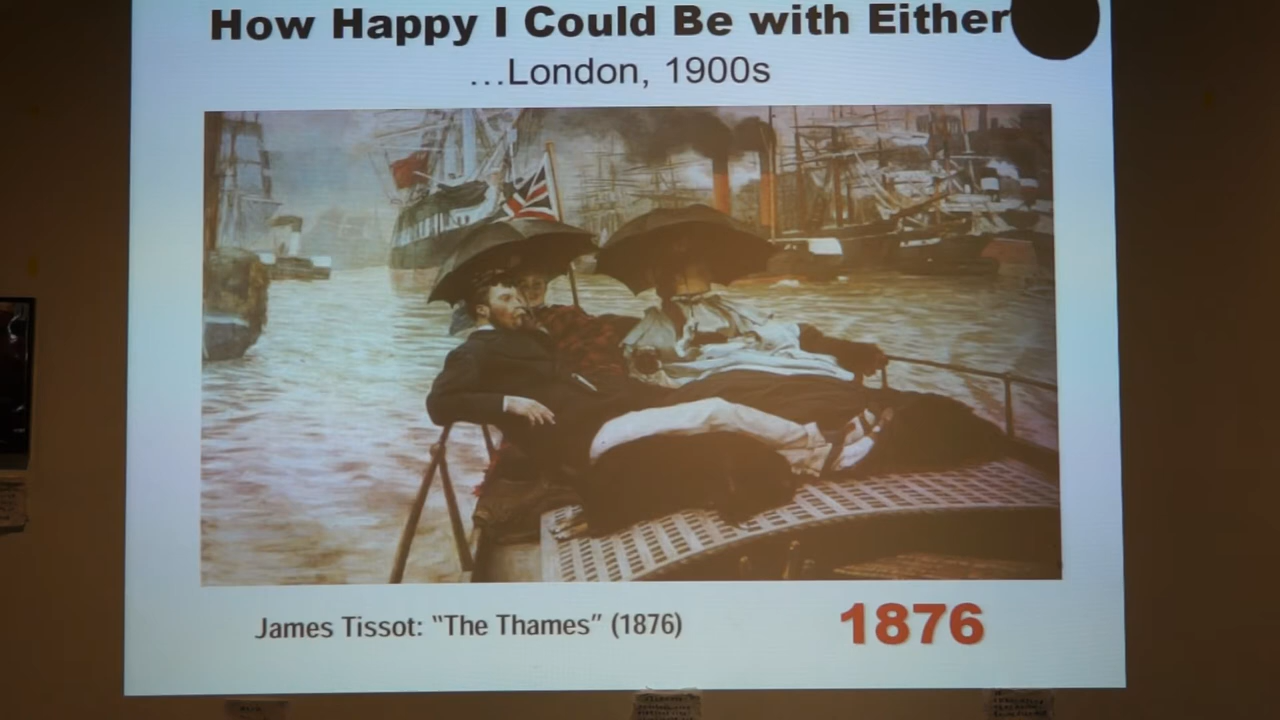 How Happy I Could Be with Either
...London, 1900s
James Tissot: “The Thames” (1876)
1876